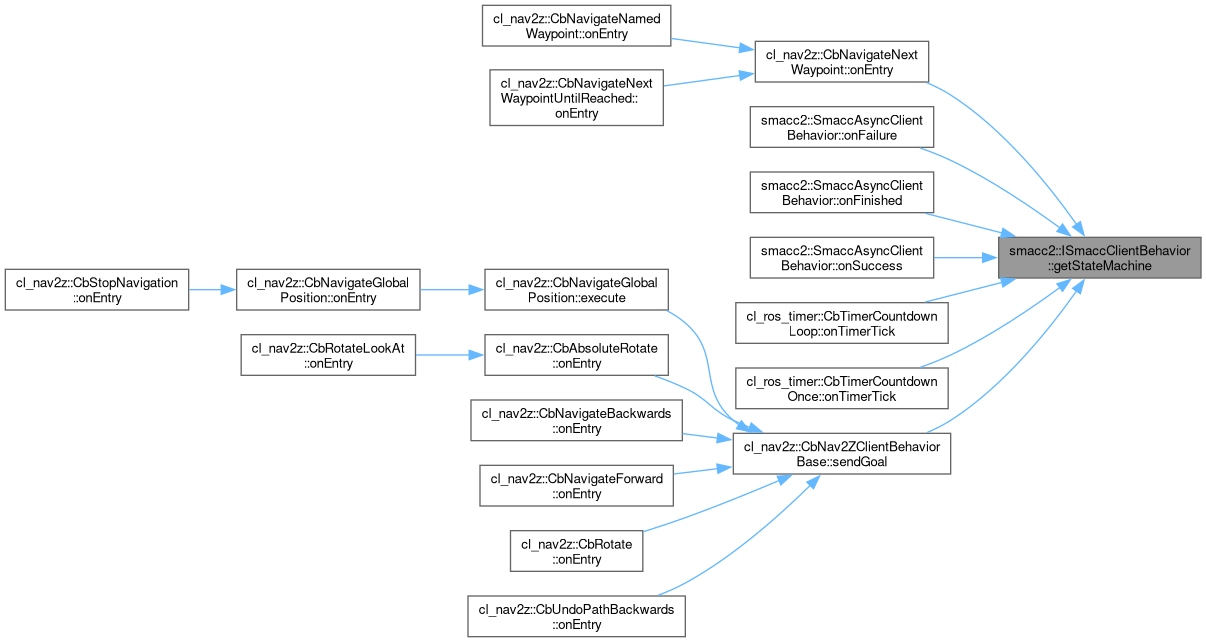 cl_nav2z::CbNavigateNamed
Waypoint::onEntry
cl_nav2z::CbNavigateNext
Waypoint::onEntry
cl_nav2z::CbNavigateNext
WaypointUntilReached::
onEntry
smacc2::SmaccAsyncClient
Behavior::onFailure
smacc2::SmaccAsyncClient
Behavior::onFinished
smacc2::SmaccAsyncClient
Behavior::onSuccess
smacc2::ISmaccClientBehavior
::getStateMachine
cl_nav2z::CbStopNavigation
::onEntry
cl_nav2z::CbNavigateGlobal
Position::onEntry
cl_nav2z::CbNavigateGlobal
Position::execute
cl_ros_timer::CbTimerCountdown
Loop::onTimerTick
cl_nav2z::CbRotateLookAt
::onEntry
cl_nav2z::CbAbsoluteRotate
::onEntry
cl_ros_timer::CbTimerCountdown
Once::onTimerTick
cl_nav2z::CbNavigateBackwards
::onEntry
cl_nav2z::CbNav2ZClientBehavior
Base::sendGoal
cl_nav2z::CbNavigateForward
::onEntry
cl_nav2z::CbRotate
::onEntry
cl_nav2z::CbUndoPathBackwards
::onEntry